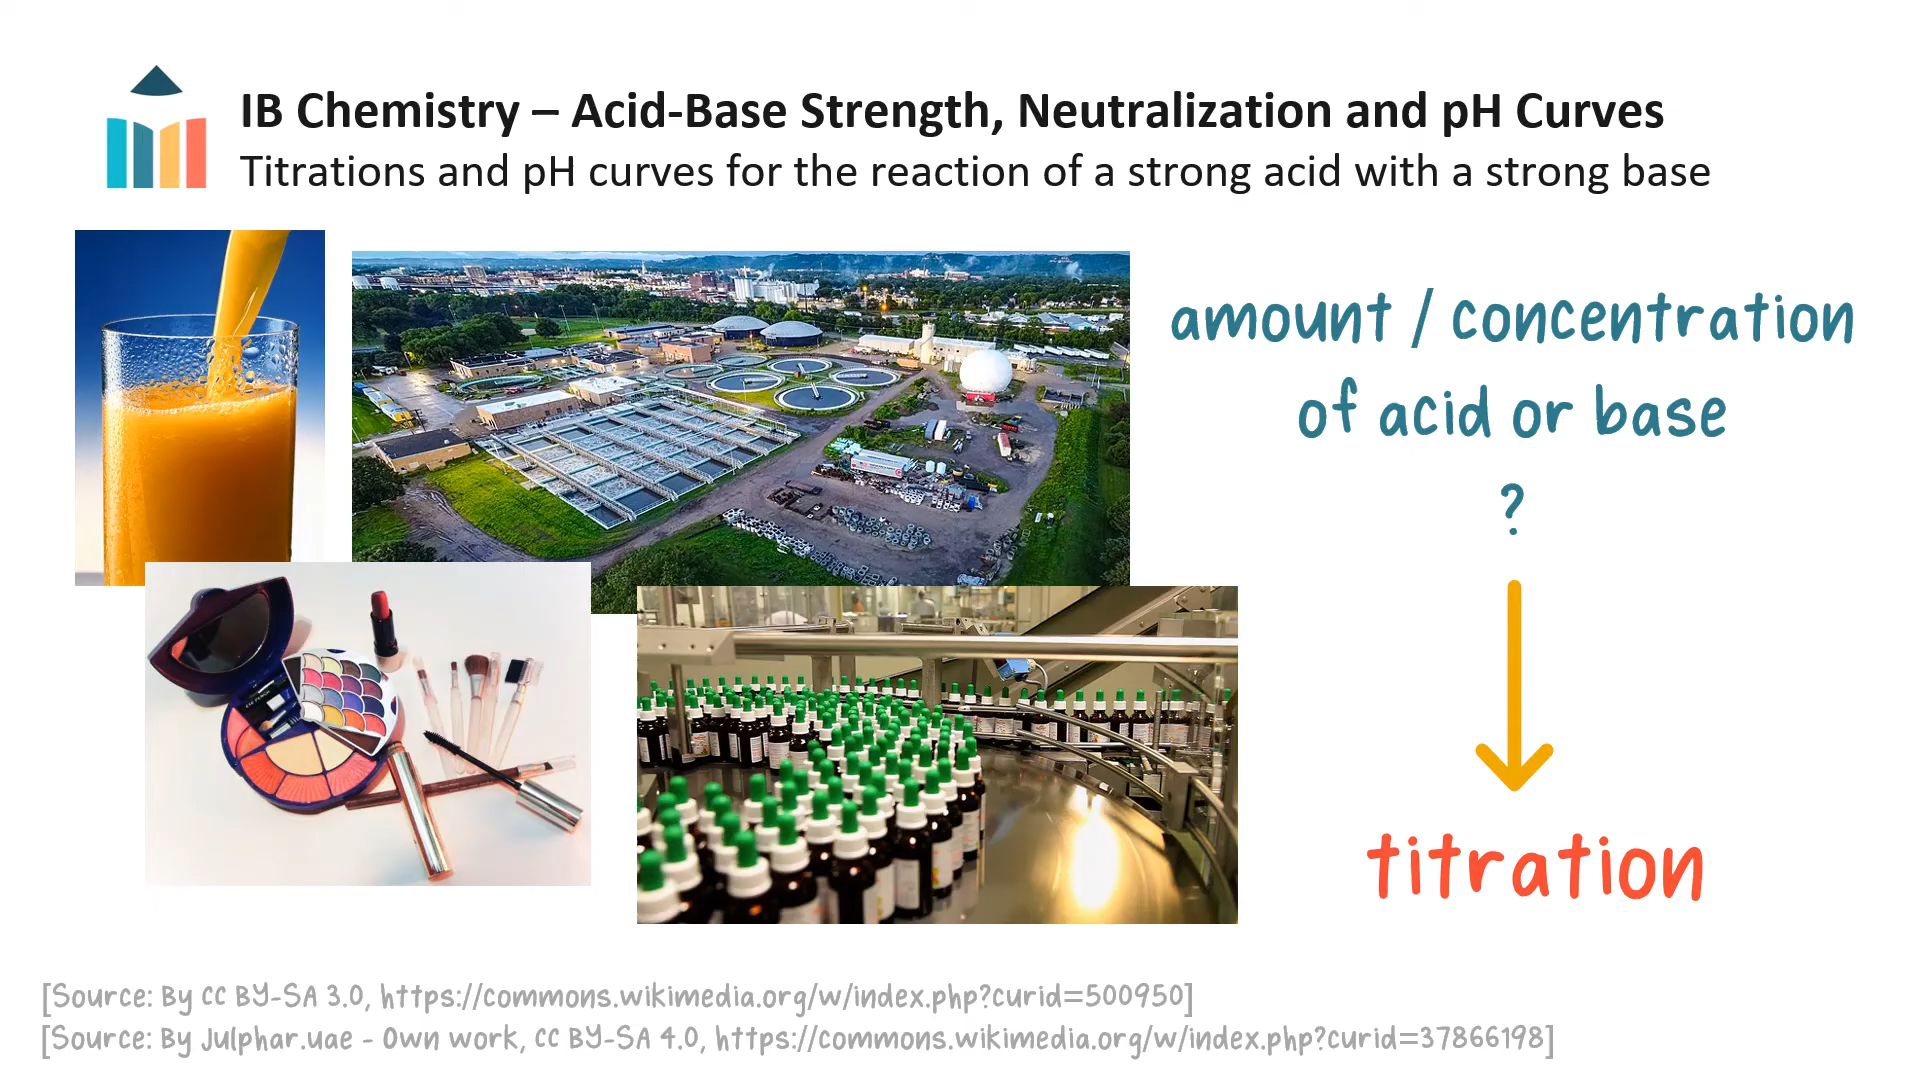 IB Chemistry – Acid-Base Strength, Neutralization and pH Curves
Titrations and pH curves for the reaction of a strong acid with a strong base
amount / concentration
of acid or base
?
titration
[Source: By CC BY-SA 3.0, https://commons.wikimedia.org/w/index.php?curid=500950]
[Source: By Julphar.uae - Own work, CC BY-SA 4.0, https://commons.wikimedia.org/w/index.php?curid=37866198]